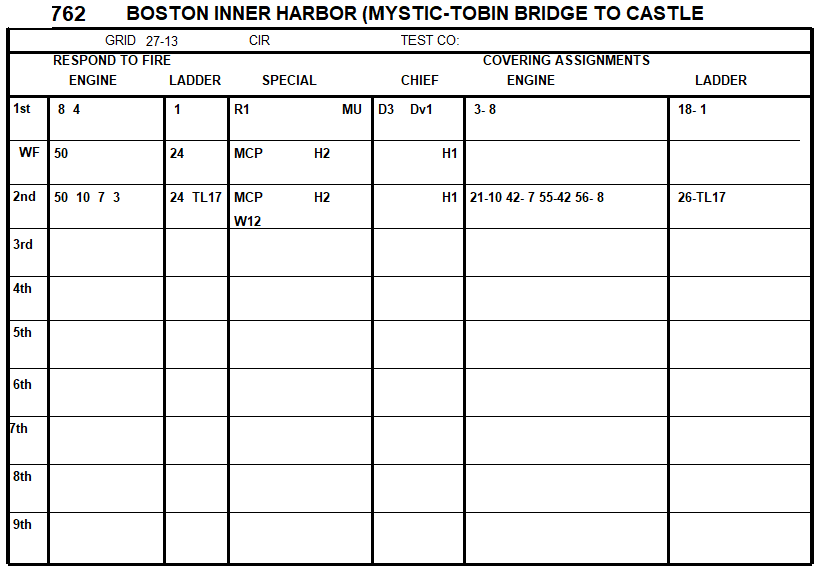 762 BOSTON INNER HARBOR (MYSTIC-TOBIN BRIDGE TO CASTLE
GRID 27-13 CIR TEST CO:
RESPOND TO FIRE COVERING ASSIGNMENTS
ENGINE LADDER SPECIAL CHIEF ENGINE LADDER
1st 8 4 1 R1 MU D3 Dv1 3- 8 18- 1
WF 50 24 MCP H2 H1
2nd 50 10 7 3 24 TL17 MCP H2 H1 21-10 42- 7 55-42 56- 8 26-TL17
W12
3rd
4th
5th
6th
7th
8th
9th